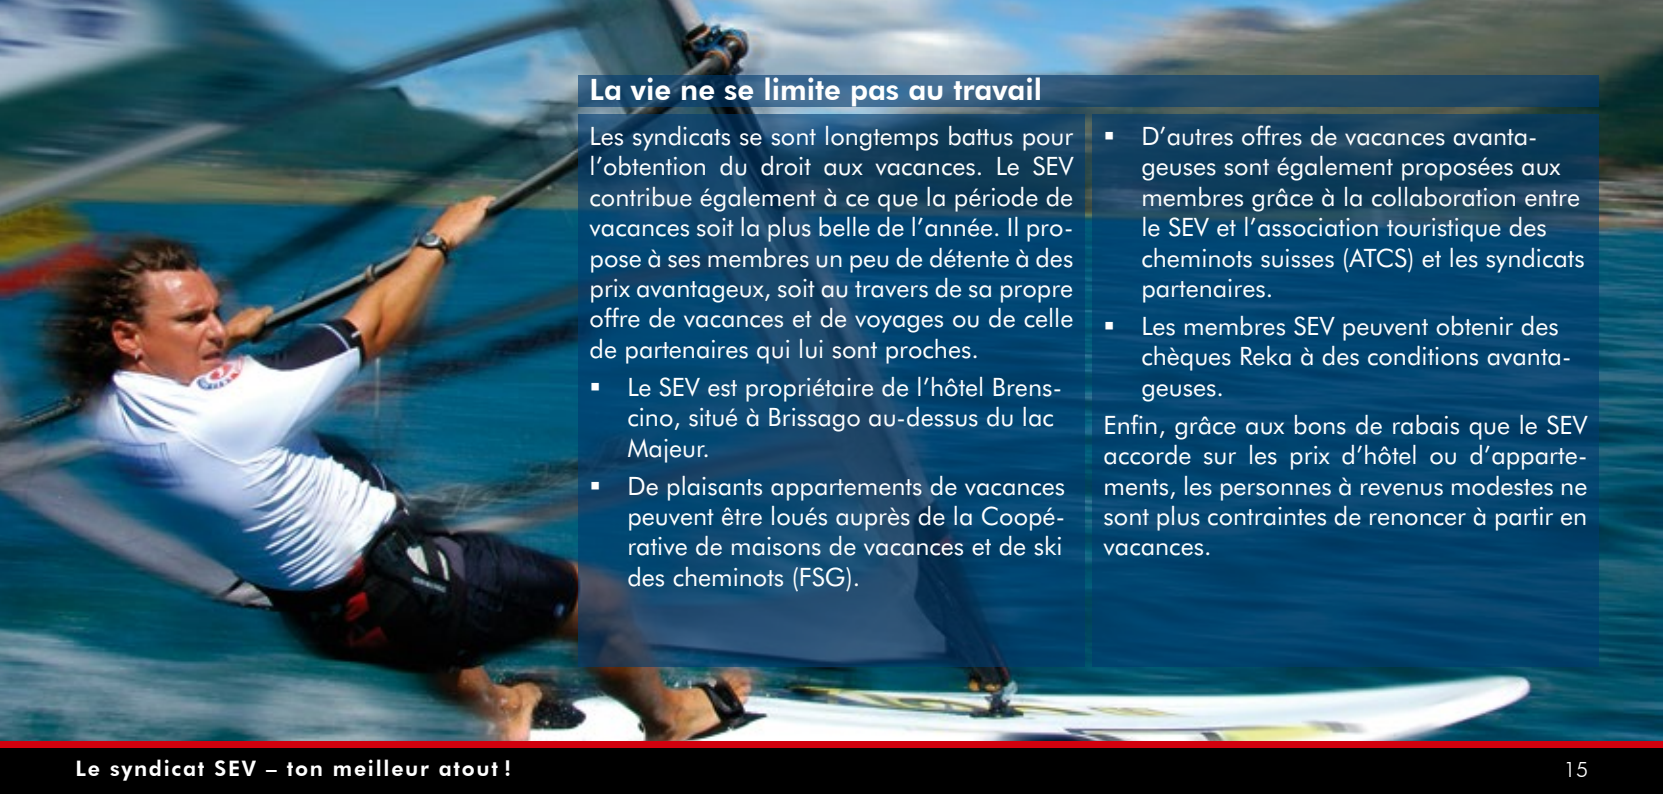 La vie ne se limite pas au travail
Les syndicats se sont longtemps battus pour
l’obtention du droit aux vacances. Le SEV
contribue également à ce que la période de
vacances soit la plus belle de l’année. Il pro-
pose à ses membres un peu de détente à des
prix avantageux, soit au travers de sa propre
offre de vacances et de voyages ou de celle
de partenaires qui lui sont proches.
▪ Le SEV est propriétaire de l’hôtel Brens-
cino, situé à Brissago au-dessus du lac
Majeur.
▪ De plaisants appartements de vacances
peuvent être loués auprès de la Coopé-
rative de maisons de vacances et de ski
des cheminots (FSG).
▪ D’autres offres de vacances avanta-
geuses sont également proposées aux
membres grâce à la collaboration entre
le SEV et l’association touristique des
cheminots suisses (ATCS) et les syndicats
partenaires.
▪ Les membres SEV peuvent obtenir des
chèques Reka à des conditions avanta-
geuses.
Enfin, grâce aux bons de rabais que le SEV
accorde sur les prix d’hôtel ou d’apparte-
ments, les personnes à revenus modestes ne
sont plus contraintes de renoncer à partir en
vacances.
Le syndicat SEV – ton meilleur atout !
15